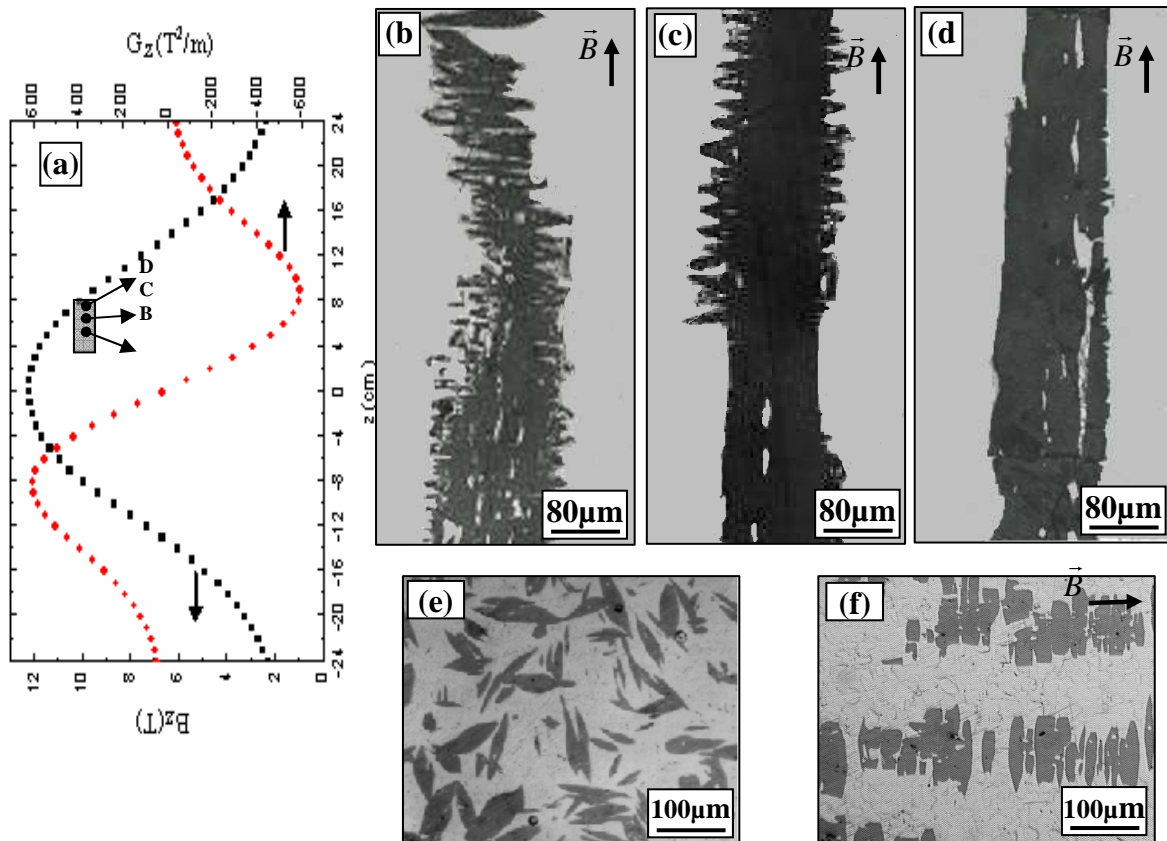 G_z(T²/m)
600 400 200 0 -200 -400 -600
(a)
24
20
16
12
8
4
0
-4
-8
-12
-16
-20
-24
z (cm)
D
C
B
12 10 8 6 4 2 0
B_z(T)
(b)
B⃗
80µm
(c)
B⃗
80µm
(d)
B⃗
80µm
(e)
100µm
(f)
B⃗
100µm